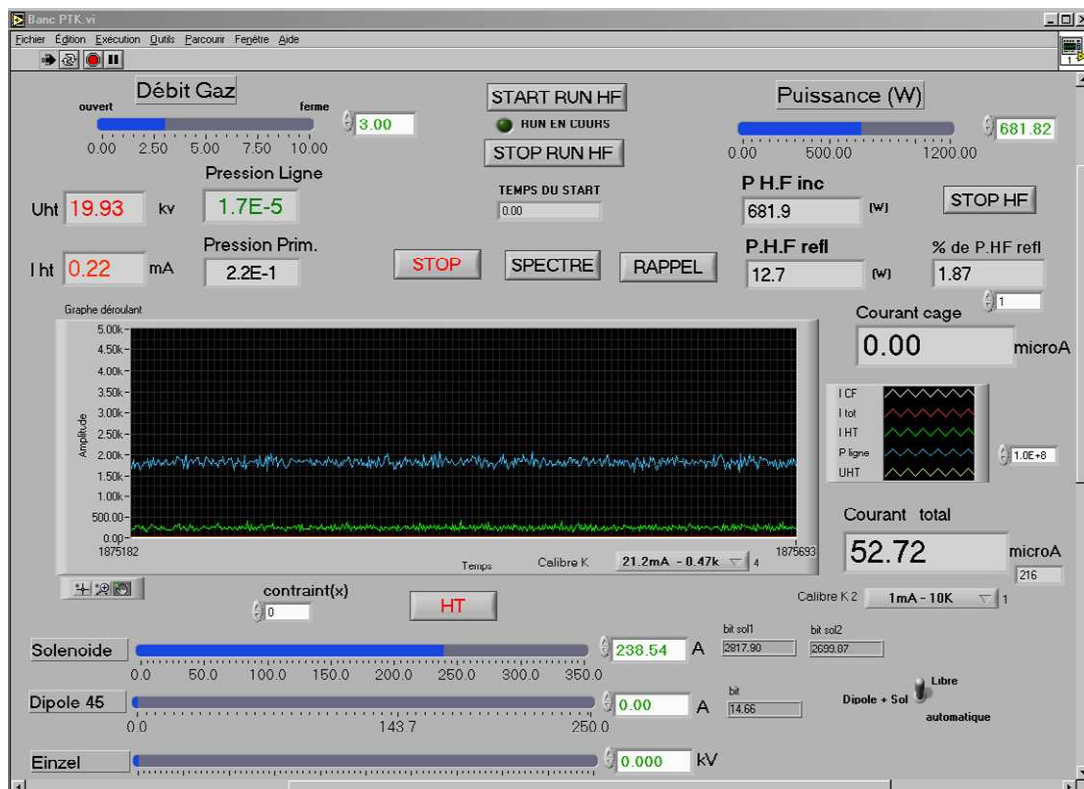 Banc PTK.vi
Fichier Édition Exécution Outils Parcourir Fenêtre Aide
1
Débit Gaz
ouvert ferme
3.00
0.00 2.50 5.00 7.50 10.00
START RUN HF
RUN EN COURS
STOP RUN HF
Puissance (W)
681.82
0.00 500.00 1200.00
Pression Ligne
Uht 19.93 kv 1.7E-5
TEMPS DU START
0.00
P H.F inc
681.9 (W)
STOP HF
Pression Prim.
I ht 0.22 mA 2.2E-1
STOP SPECTRE RAPPEL
P.H.F refl
12.7 (W)
% de P.HF refl
1.87
1
Graphe déroulant
Amplitude
5.00k
4.50k
4.00k
3.50k
3.00k
2.50k
2.00k
1.50k
1.00k
500.00
0.00
1875182 1875693
Temps
Calibre K 21.2mA - 0.47k 4
Courant cage
0.00 microA
I CF
I tot
I HT
P ligne
UHT
1.0E+8
Courant total
52.72 microA
216
Calibre K 2 1mA - 10K 1
contraint(x)
0
HT
Solenoide 238.54 A
0.0 50.0 100.0 150.0 200.0 250.0 300.0 350.0
bit sol1 bit sol2
2817.90 2699.07
Dipole 45 0.00 A
0.0 143.7 250.0
bit
14.66
Dipole + Sol
Libre
automatique
Einzel 0.000 kV